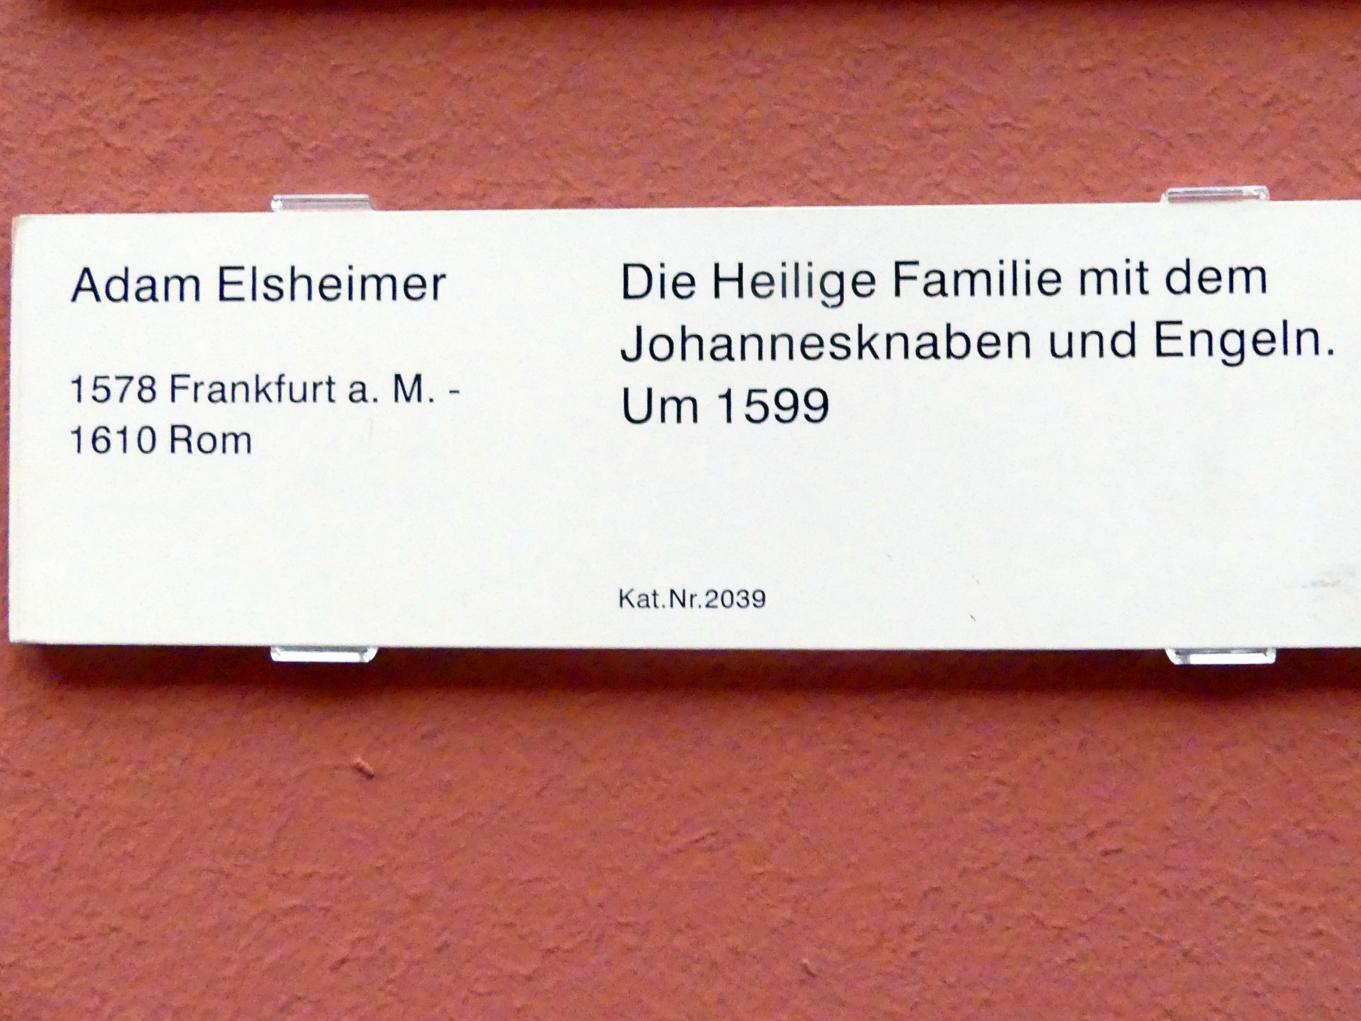 Adam Elsheimer
1578 Frankfurt a. M. -
1610 Rom
Die Heilige Familie mit dem
Johannesknaben und Engeln.
Um 1599
Kat.Nr.2039